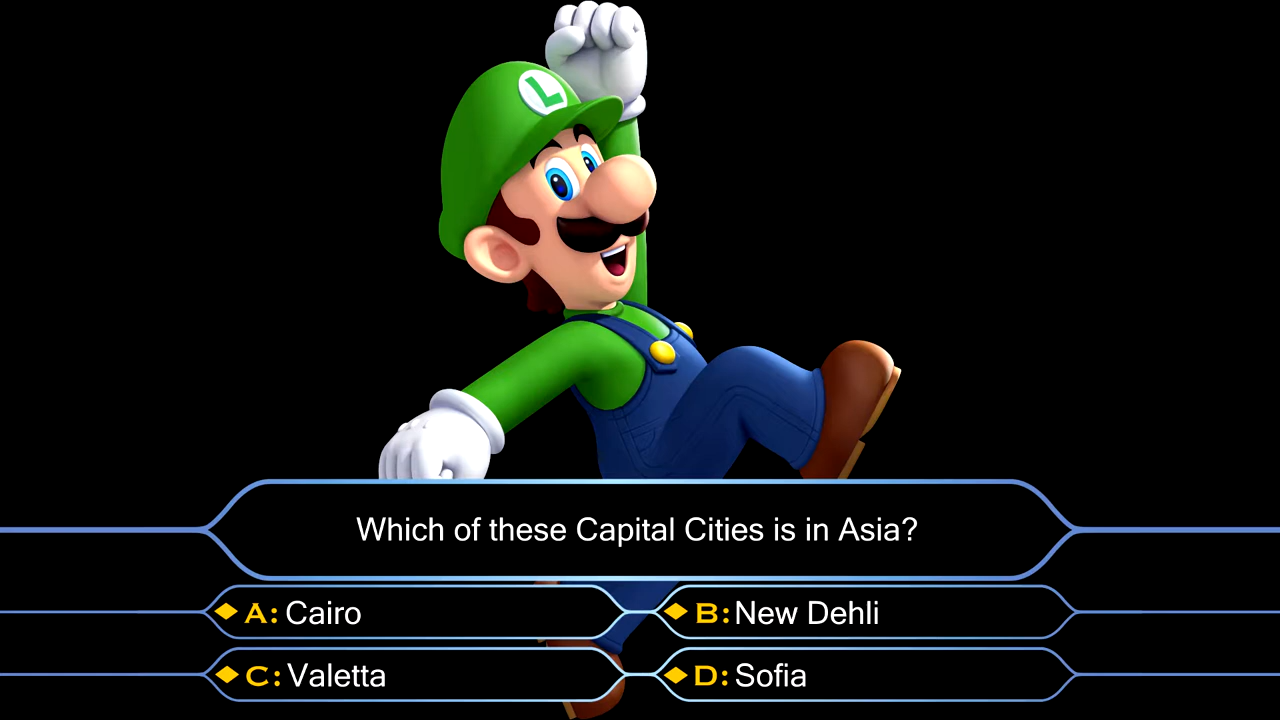 L
Which of these Capital Cities is in Asia?
A: Cairo
B: New Dehli
C: Valetta
D: Sofia